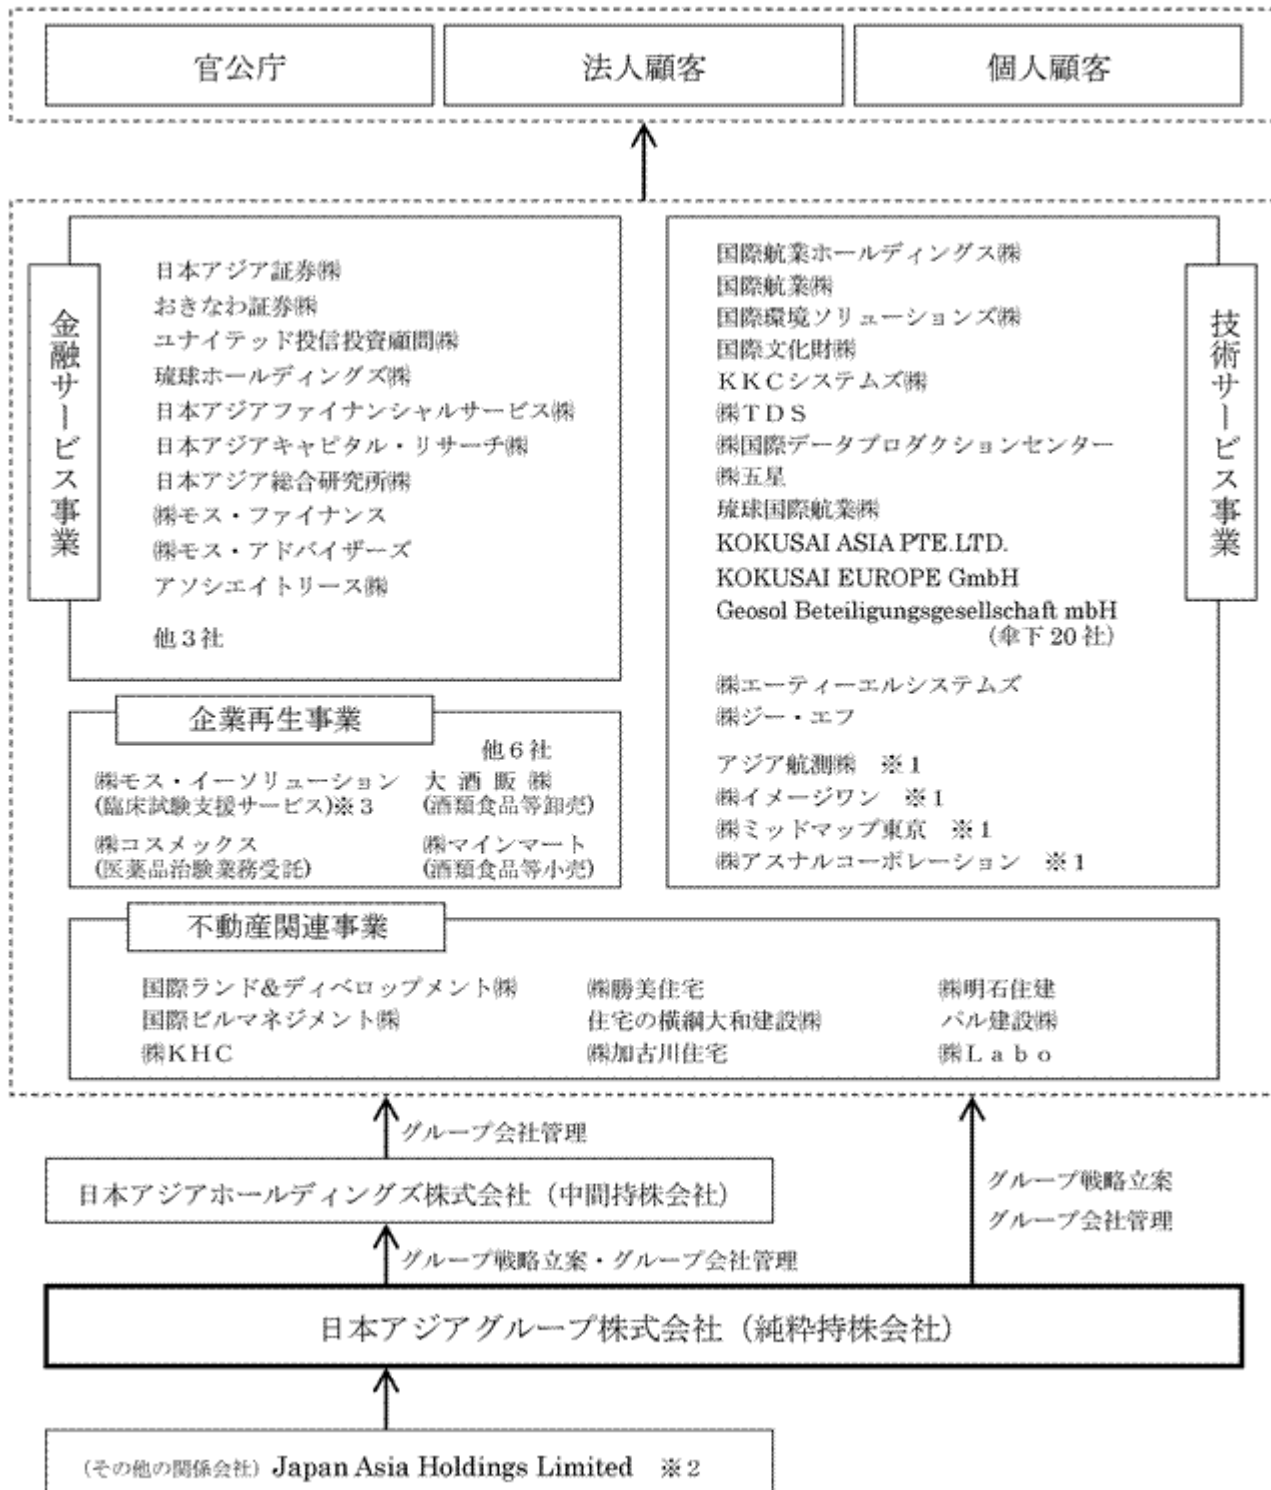 官公庁
法人顧客
個人顧客
金融サービス事業
日本アジア証券㈱
おきなわ証券㈱
ユナイテッド投信投資顧問㈱
琉球ホールディングズ㈱
日本アジアファイナンシャルサービス㈱
日本アジアキャピタル・リサーチ㈱
日本アジア総合研究所㈱
㈱モス・ファイナンス
㈱モス・アドバイザーズ
アソシエイトリース㈱
他３社
技術サービス事業
国際航業ホールディングス㈱
国際航業㈱
国際環境ソリューションズ㈱
国際文化財㈱
ＫＫＣシステムズ㈱
㈱ＴＤＳ
㈱国際データプロダクションセンター
㈱五星
琉球国際航業㈱
KOKUSAI ASIA PTE.LTD.
KOKUSAI EUROPE GmbH
Geosol Beteiligungsgesellschaft mbH
（傘下 20 社）
㈱エーティーエルシステムズ
㈱ジー・エフ
アジア航測㈱　※１
㈱イメージワン　※１
㈱ミッドマップ東京　※１
㈱アスナルコーポレーション　※１
企業再生事業
他６社
㈱モス・イーソリューション
(臨床試験支援サービス)※３
大 酒 販 ㈱
(酒類食品等卸売)
㈱コスメックス
(医薬品治験業務受託)
㈱マインマート
(酒類食品等小売)
不動産関連事業
国際ランド&ディベロップメント㈱
国際ビルマネジメント㈱
㈱ＫＨＣ
㈱勝美住宅
住宅の横綱大和建設㈱
㈱加古川住宅
㈱明石住建
パル建設㈱
㈱Ｌａｂｏ
グループ会社管理
日本アジアホールディングズ株式会社（中間持株会社）
グループ戦略立案・グループ会社管理
グループ戦略立案
グループ会社管理
日本アジアグループ株式会社（純粋持株会社）
（その他の関係会社）Japan Asia Holdings Limited　※２